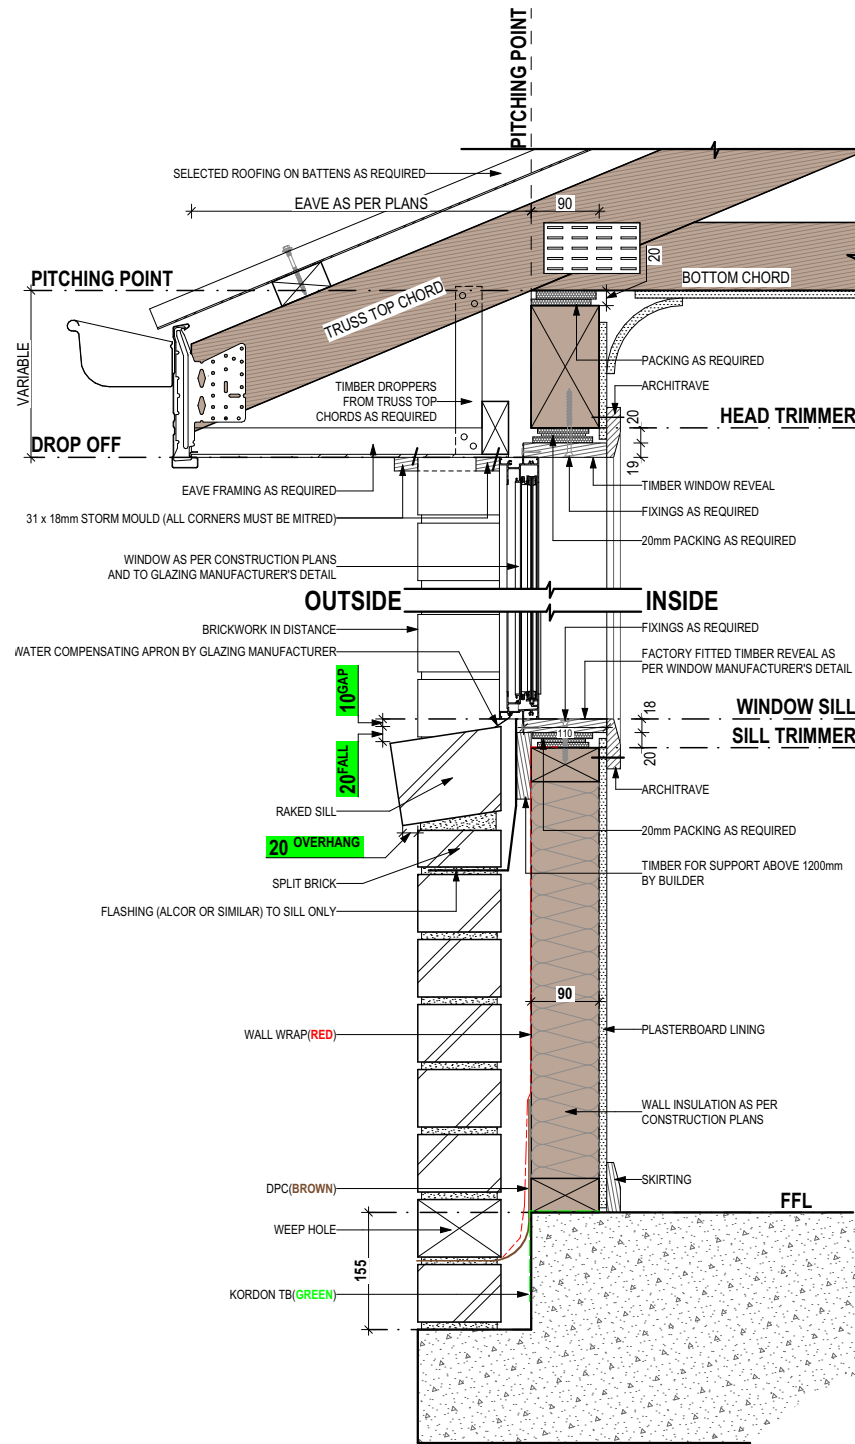 PITCHING POINT
SELECTED ROOFING ON BATTENS AS REQUIRED
EAVE AS PER PLANS
90
20
BOTTOM CHORD
PITCHING POINT
TRUSS TOP CHORD
VARIABLE
PACKING AS REQUIRED
TIMBER DROPPERS
FROM TRUSS TOP
CHORDS AS REQUIRED
ARCHITRAVE
20
HEAD TRIMMER
DROP OFF
19
EAVE FRAMING AS REQUIRED
TIMBER WINDOW REVEAL
31 x 18mm STORM MOULD (ALL CORNERS MUST BE MITRED)
FIXINGS AS REQUIRED
20mm PACKING AS REQUIRED
WINDOW AS PER CONSTRUCTION PLANS
AND TO GLAZING MANUFACTURER'S DETAIL
OUTSIDE
INSIDE
BRICKWORK IN DISTANCE
FIXINGS AS REQUIRED
WATER COMPENSATING APRON BY GLAZING MANUFACTURER
FACTORY FITTED TIMBER REVEAL AS
PER WINDOW MANUFACTURER'S DETAIL
10 GAP
18
WINDOW SILL
110
SILL TRIMMER
20 FALL
20
RAKED SILL
ARCHITRAVE
20 OVERHANG
20mm PACKING AS REQUIRED
SPLIT BRICK
TIMBER FOR SUPPORT ABOVE 1200mm
BY BUILDER
FLASHING (ALCOR OR SIMILAR) TO SILL ONLY
90
WALL WRAP(RED)
PLASTERBOARD LINING
WALL INSULATION AS PER
CONSTRUCTION PLANS
DPC(BROWN)
SKIRTING
FFL
WEEP HOLE
155
KORDON TB(GREEN)